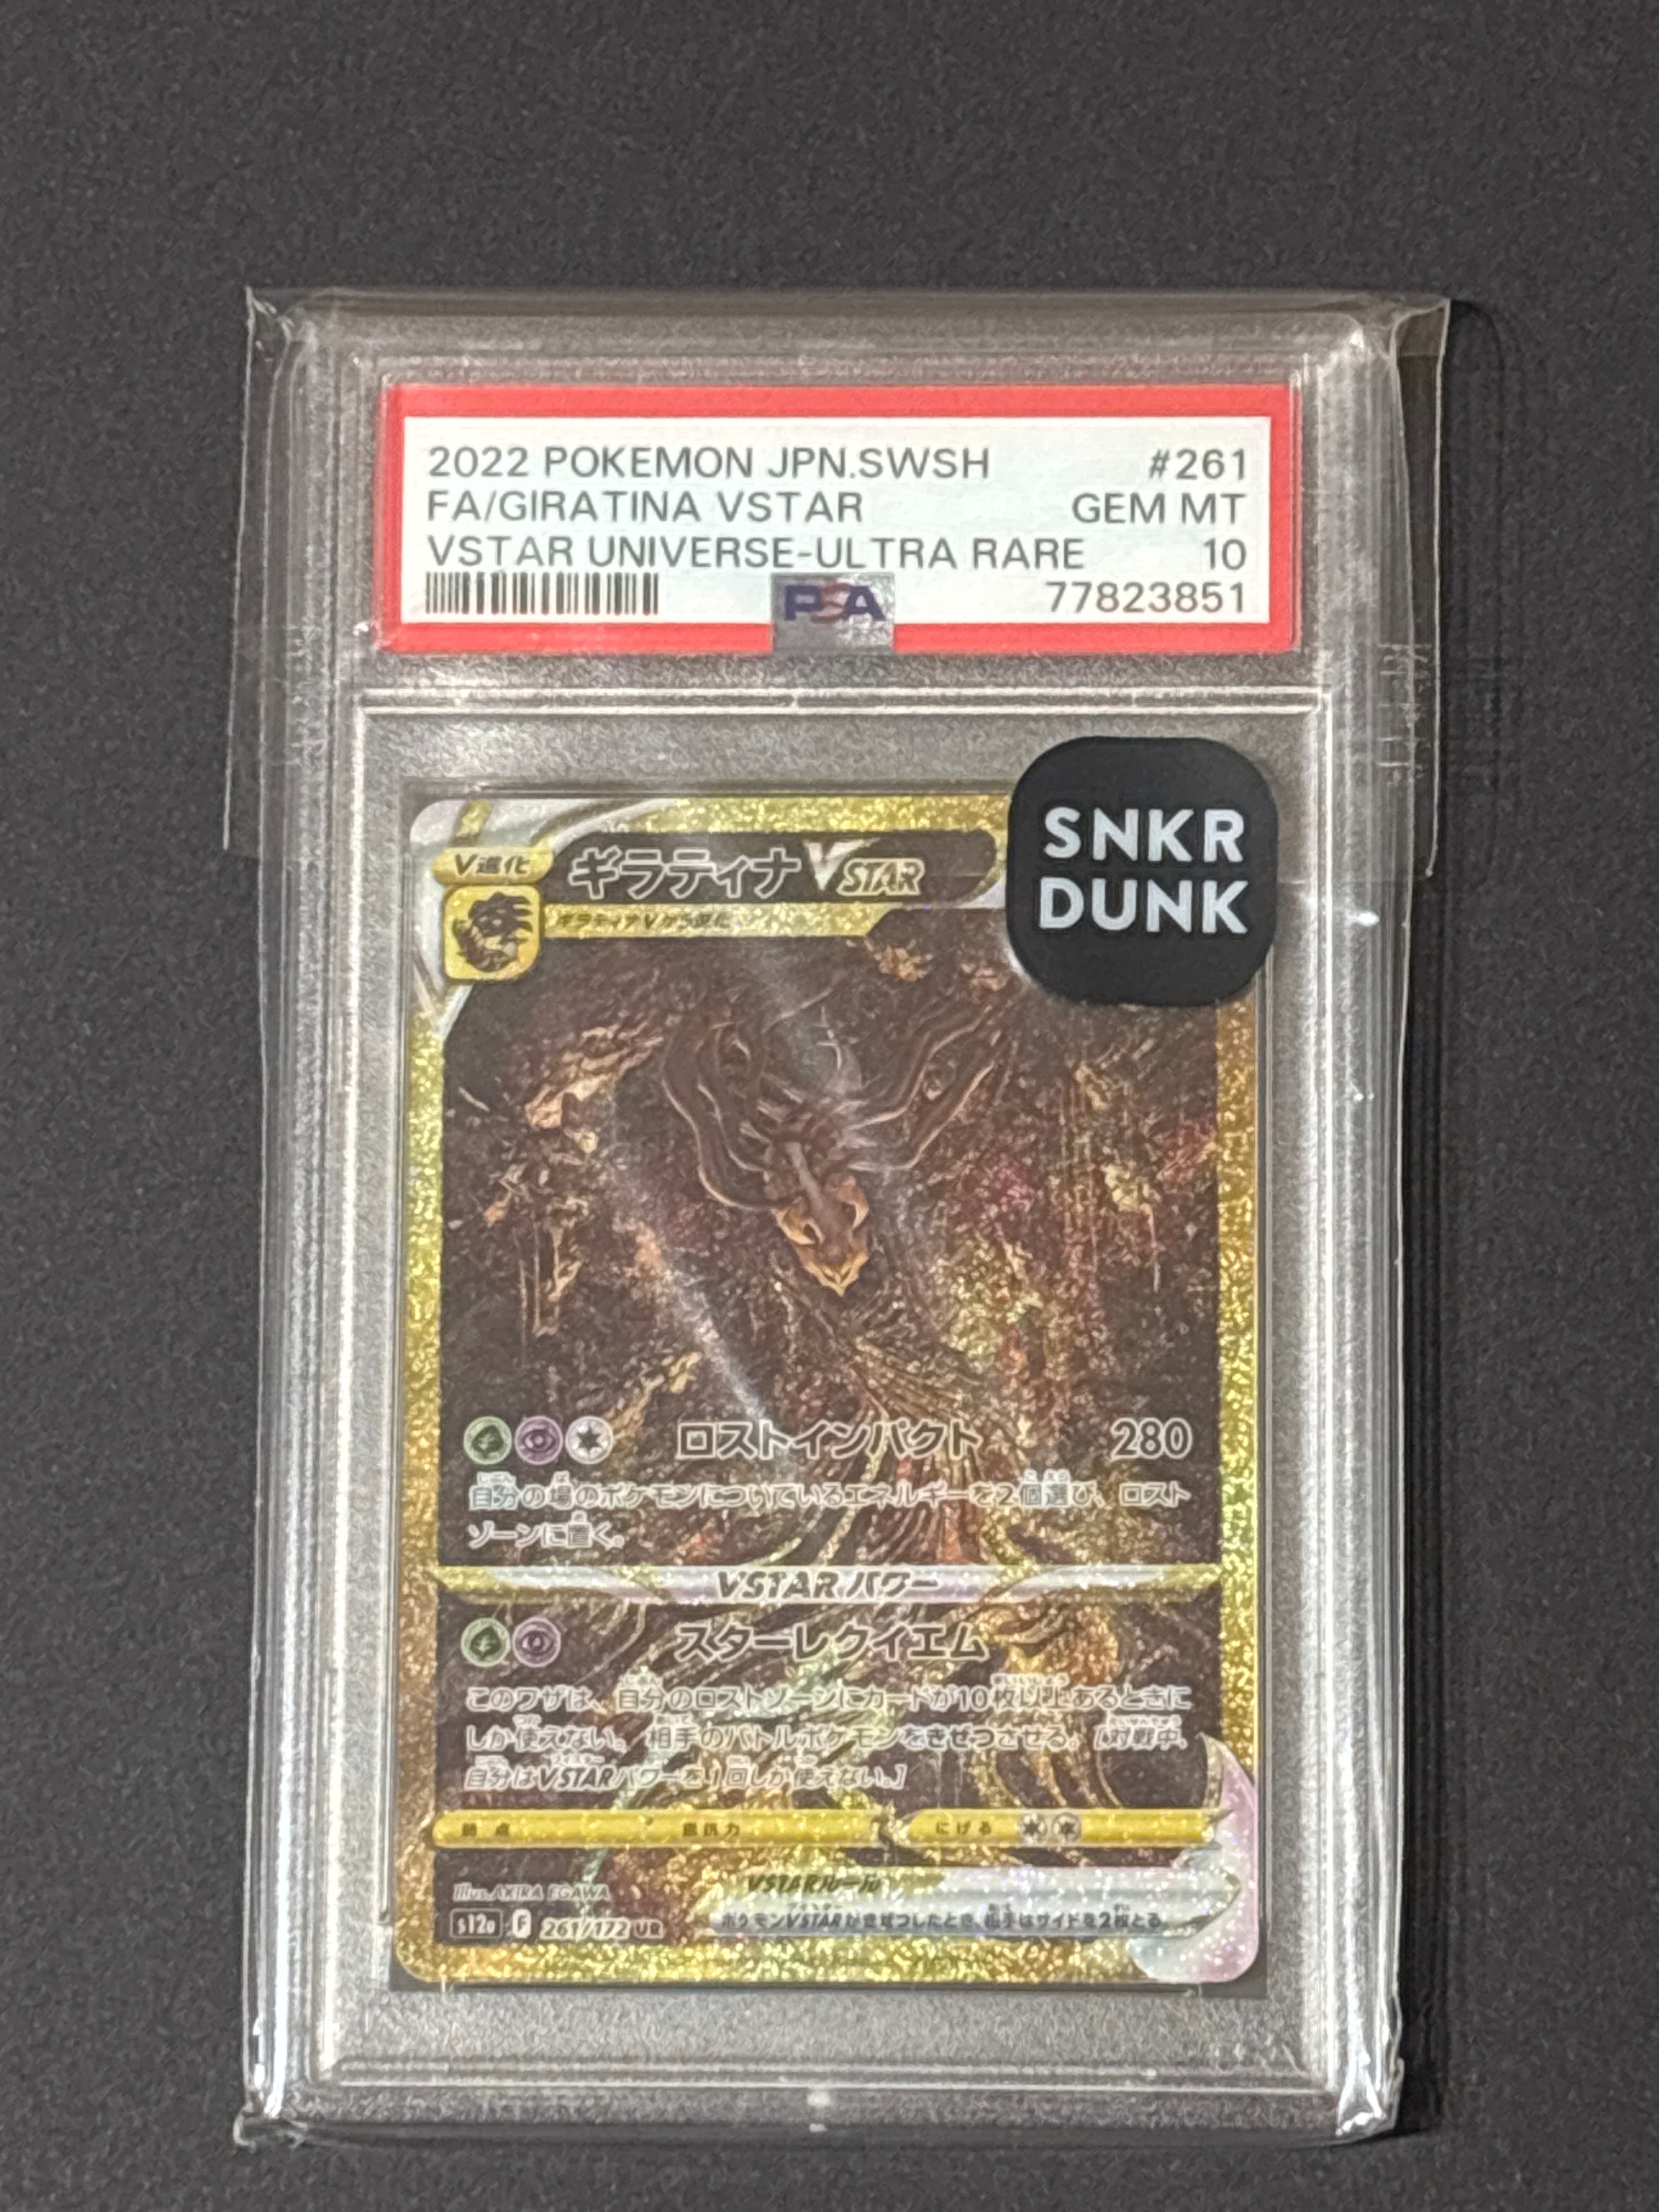 2022 POKEMON JPN.SWSH #261
FA/GIRATINA VSTAR GEM MT
VSTAR UNIVERSE-ULTRA RARE 10
PSA 77823851
SNKR
DUNK
V進化
ギラティナVSTAR
ギラティナVから進化
ロストインパクト 280
自分の場のポケモンについているエネルギーを2個選び、ロスト
ゾーンに置く。
VSTARパワー
スターレクイエム
このワザは、自分のロストゾーンにカードが10枚以上あるときに
しか使えない。相手のバトルポケモンをきぜつさせる。[対戦中、
自分はVSTARパワーを1回しか使えない。]
弱点 抵抗力 にげる
VSTARルール
Illus. AKIRA EGAWA
s12a F 261/172 UR
ポケモンVSTARがきぜつしたとき、相手はサイドを2枚とる。